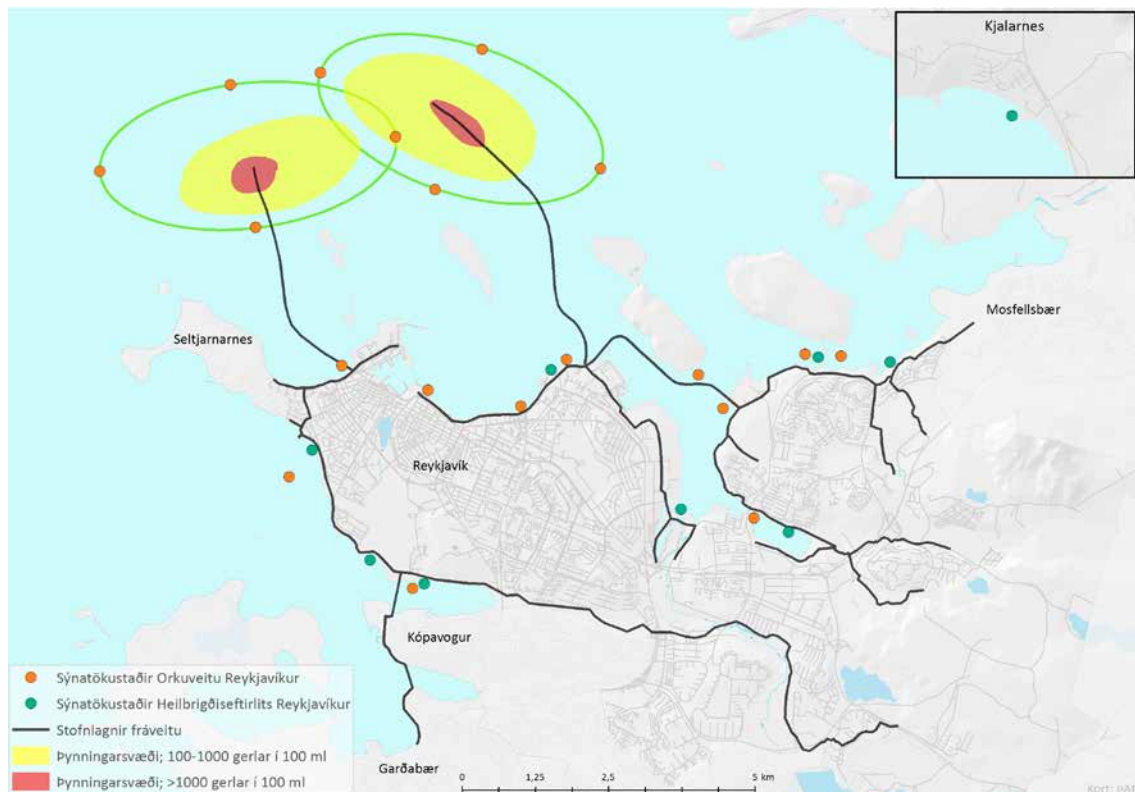 Kjalarnes
Mosfellsbær
Seltjarnarnes
Reykjavík
Kópavogur
Sýnatökustaðir Orkuveitu Reykjavíkur
Sýnatökustaðir Heilbrigðiseftirlits Reykjavíkur
Stofnlagnir fráveitu
Þynningarsvæði; 100-1000 gerlar í 100 ml
Þynningarsvæði; >1000 gerlar í 100 ml
Garðabær
0 1,25 2,5 5 km
Kort: